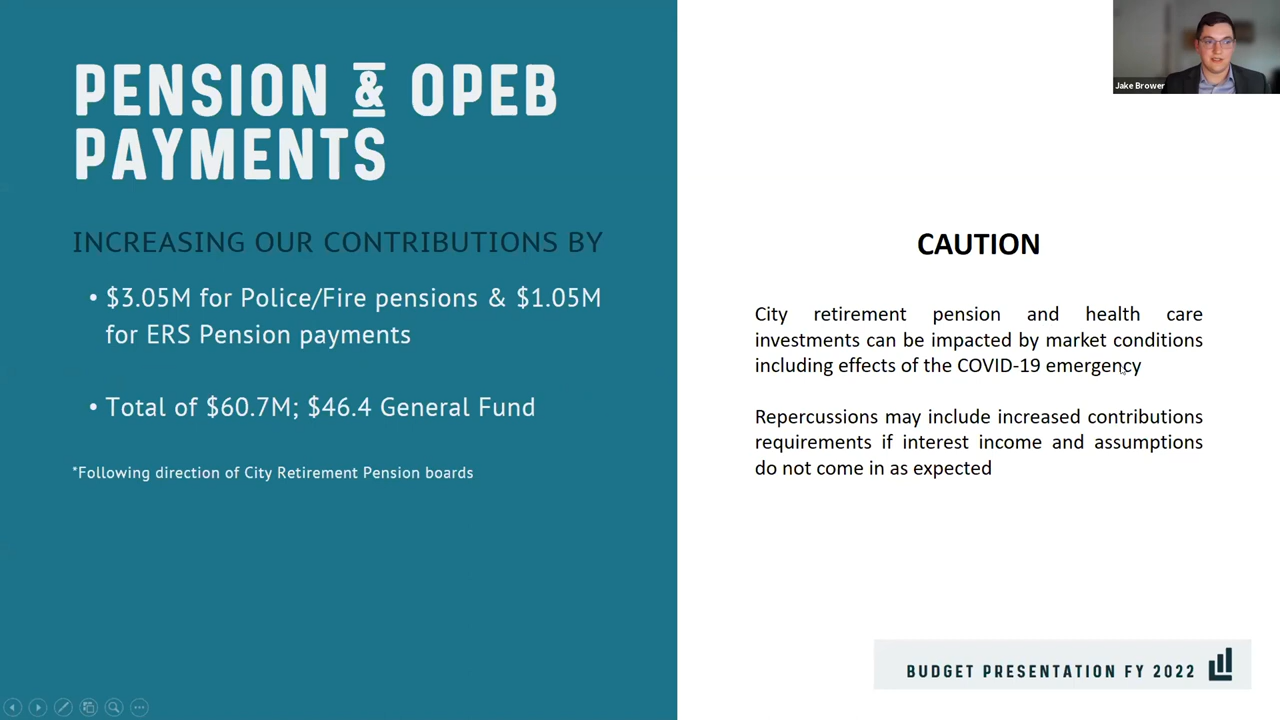 PENSION & OPEB
PAYMENTS
INCREASING OUR CONTRIBUTIONS BY
• $3.05M for Police/Fire pensions & $1.05M
for ERS Pension payments
• Total of $60.7M; $46.4 General Fund
*Following direction of City Retirement Pension boards
Jake Brower
CAUTION
City retirement pension and health care
investments can be impacted by market conditions
including effects of the COVID-19 emergency
Repercussions may include increased contributions
requirements if interest income and assumptions
do not come in as expected
BUDGET PRESENTATION FY 2022